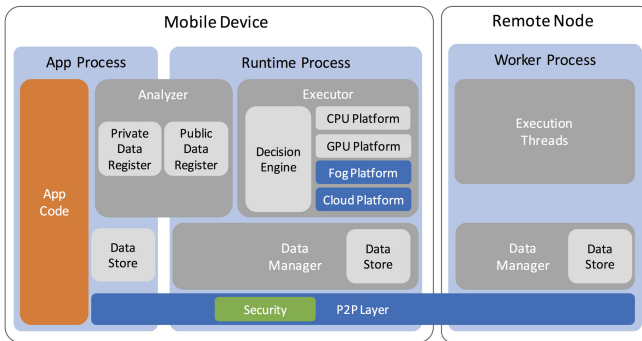 Mobile Device
Remote Node
App Process
Runtime Process
Worker Process
Analyzer
Executor
Private
Data
Register
Public
Data
Register
Decision
Engine
CPU Platform
GPU Platform
Fog Platform
Cloud Platform
Execution
Threads
App
Code
Data
Store
Data
Manager
Data
Store
Data
Manager
Data
Store
Security
P2P Layer